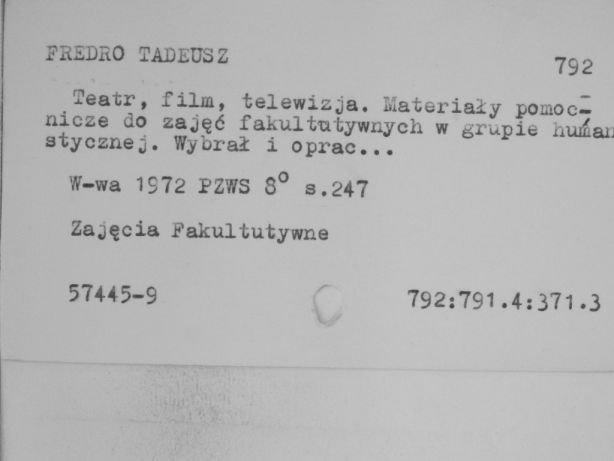 FREDRO TADEUSZ
792
Teatr, film, telewizja. Materiały pomoc-
nicze do zajęć fakultutywnych w grupie human
stycznej. Wybrał i oprac...
W-wa 1972 PZWS 8° s.247
Zajęcia Fakultutywne
57445-9
792:791.4:371.3